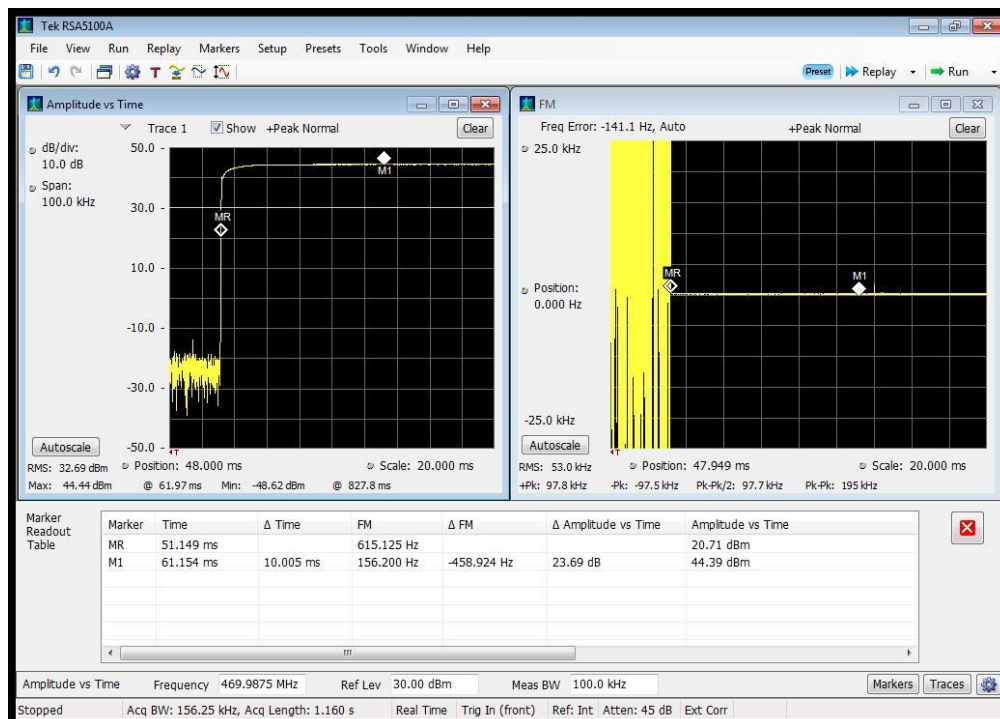 Tek RSA5100A
File View Run Replay Markers Setup Presets Tools Window Help
T Preset Replay Run
Amplitude vs Time
Trace 1 Show +Peak Normal Clear
dB/div:
10.0 dB
Span:
100.0 kHz
50.0
30.0
10.0
-10.0
-30.0
-50.0
MR
M1
T
Autoscale
RMS: 32.69 dBm Position: 48.000 ms Scale: 20.000 ms
Max: 44.44 dBm @ 61.97 ms Min: -48.62 dBm @ 827.8 ms
FM
Freq Error: -141.1 Hz, Auto +Peak Normal Clear
25.0 kHz
Position:
0.000 Hz
-25.0 kHz
MR
M1
T
Autoscale
RMS: 53.0 kHz Position: 47.949 ms Scale: 20.000 ms
+Pk: 97.8 kHz -Pk: -97.5 kHz Pk-Pk/2: 97.7 kHz Pk-Pk: 195 kHz
Marker
Readout
Table
Marker Time Δ Time FM Δ FM Δ Amplitude vs Time Amplitude vs Time
MR 51.149 ms 615.125 Hz 20.71 dBm
M1 61.154 ms 10.005 ms 156.200 Hz -458.924 Hz 23.69 dB 44.39 dBm
Amplitude vs Time Frequency 469.9875 MHz Ref Lev 30.00 dBm Meas BW 100.0 kHz Markers Traces
Stopped Acq BW: 156.25 kHz, Acq Length: 1.160 s Real Time Trig In (front) Ref: Int Atten: 45 dB Ext Corr